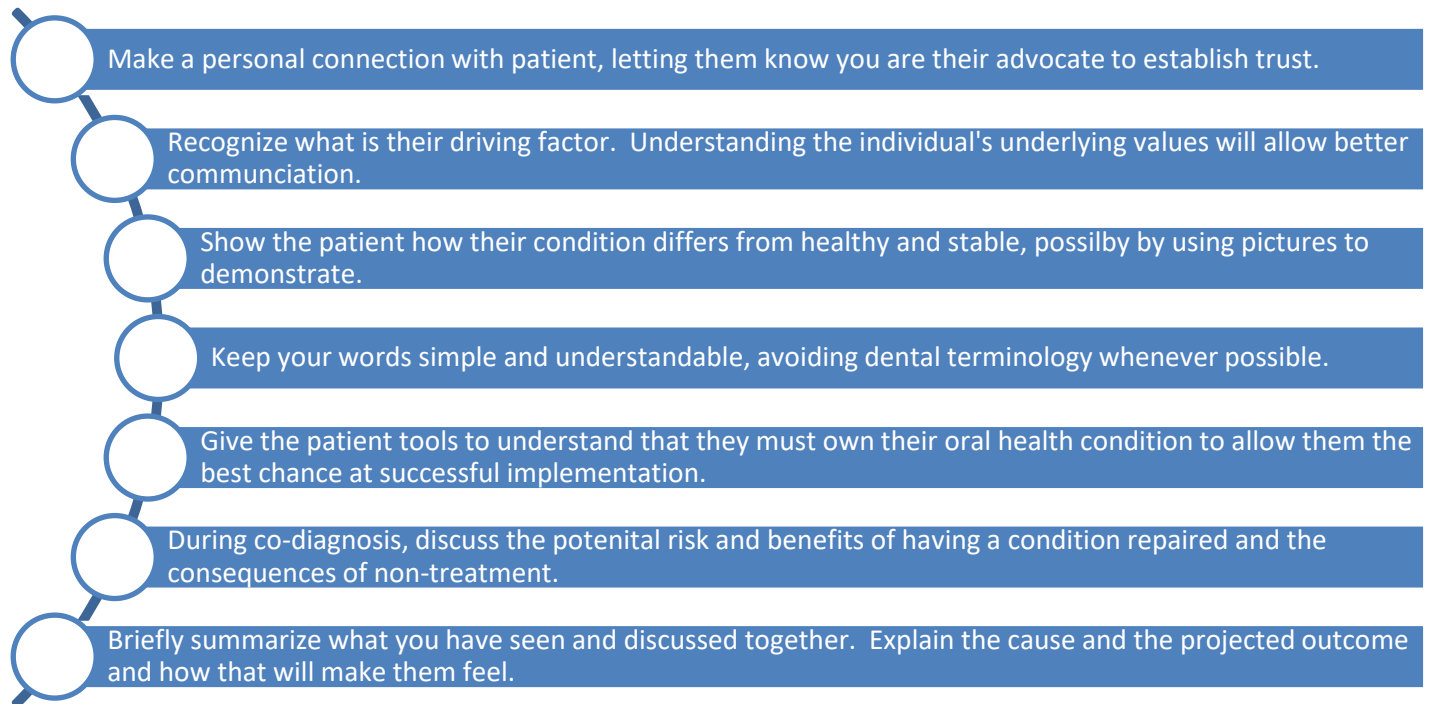 Make a personal connection with patient, letting them know you are their advocate to establish trust.
Recognize what is their driving factor.  Understanding the individual's underlying values will allow better
communciation.
Show the patient how their condition differs from healthy and stable, possilby by using pictures to
demonstrate.
Keep your words simple and understandable, avoiding dental terminology whenever possible.
Give the patient tools to understand that they must own their oral health condition to allow them the
best chance at successful implementation.
During co-diagnosis, discuss the potenital risk and benefits of having a condition repaired and the
consequences of non-treatment.
Briefly summarize what you have seen and discussed together.  Explain the cause and the projected outcome
and how that will make them feel.